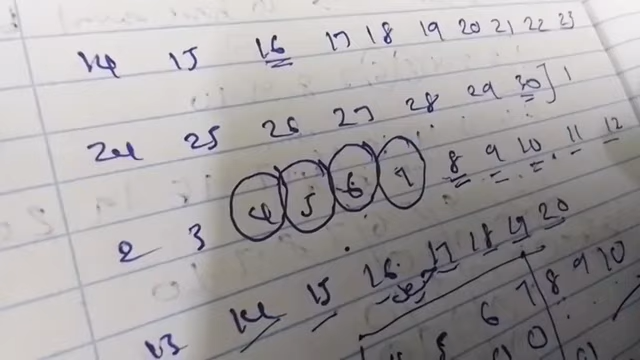 14 15 16 17 18 19 20 21 22 23
24 25 26 27 28 29 30] 1
2 3 4 5 6 7 8 9 10 11 12
13 14 15 16 17 18 19 20
6 7 8 9 10